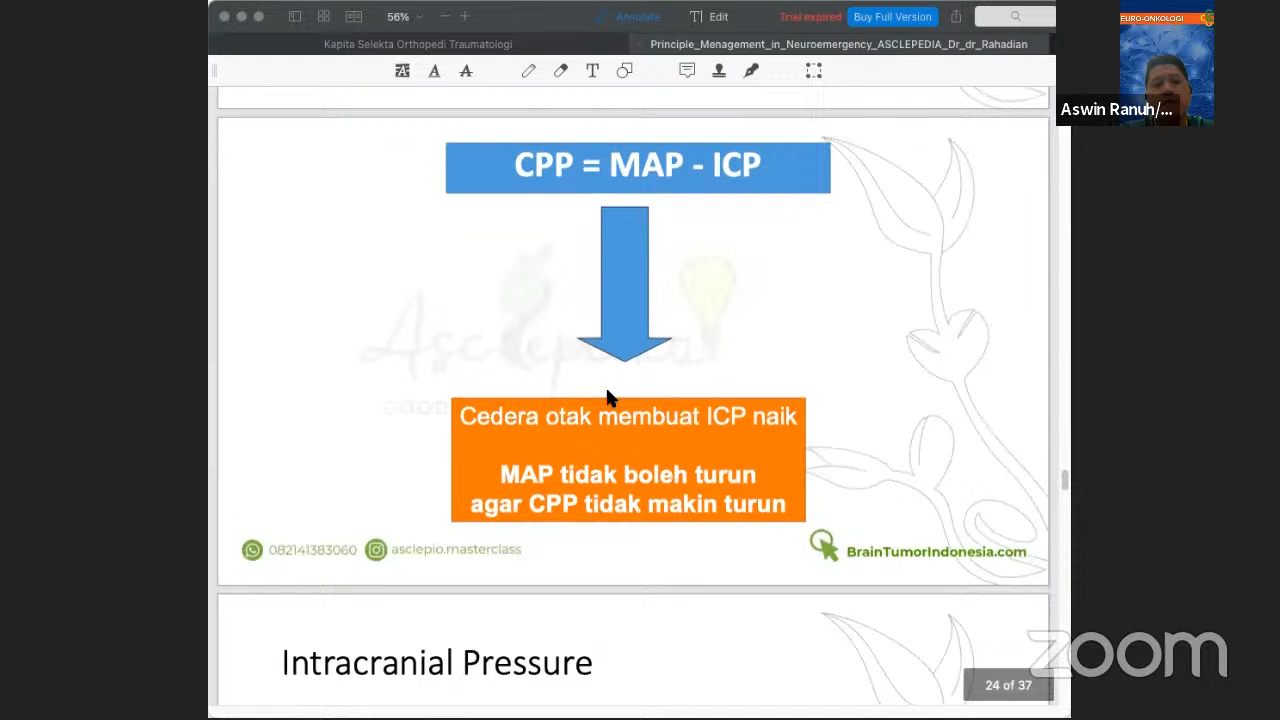 56%
Annotate
Edit
Trial expired
Buy Full Version
Kapita Selekta Orthopedi Traumatologi
Principle_Menagement_in_Neuroemergency_ASCLEPEDIA_Dr_dr_Rahadian
EURO-ONKOLOGI
Aswin Ranuh/...
CPP = MAP - ICP
Cedera otak membuat ICP naik
MAP tidak boleh turun
agar CPP tidak makin turun
082141383060
asclepio.masterclass
BrainTumorIndonesia.com
Intracranial Pressure
24 of 37
zoom